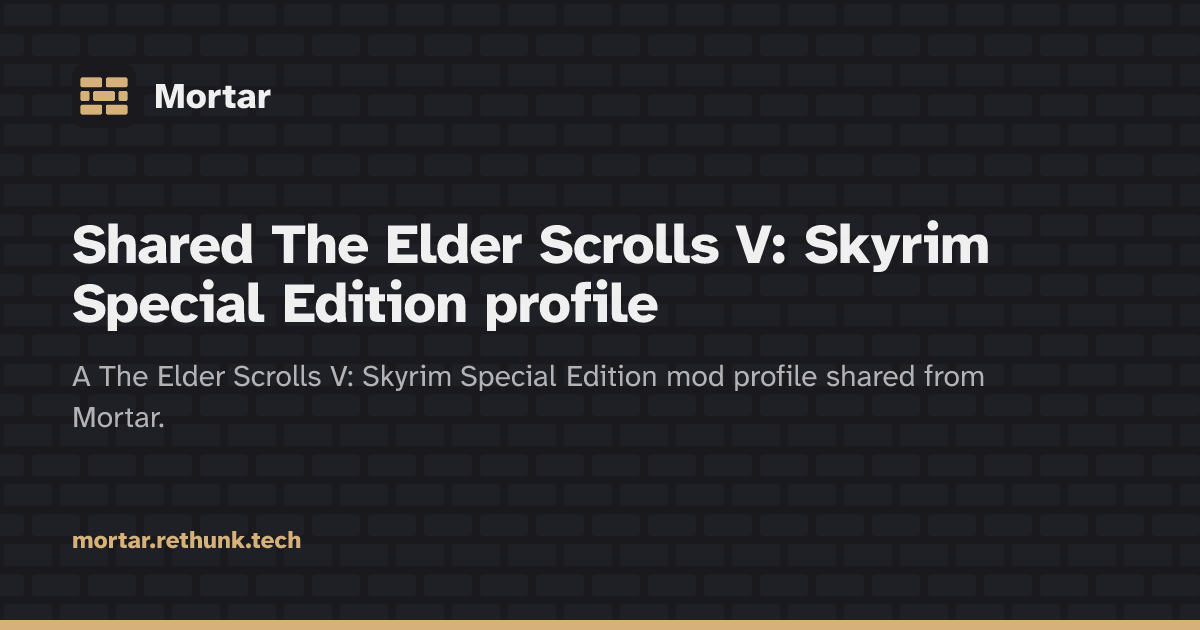 Mortar
Shared The Elder Scrolls V: Skyrim
Special Edition profile
A The Elder Scrolls V: Skyrim Special Edition mod profile shared from
Mortar.
mortar.rethunk.tech